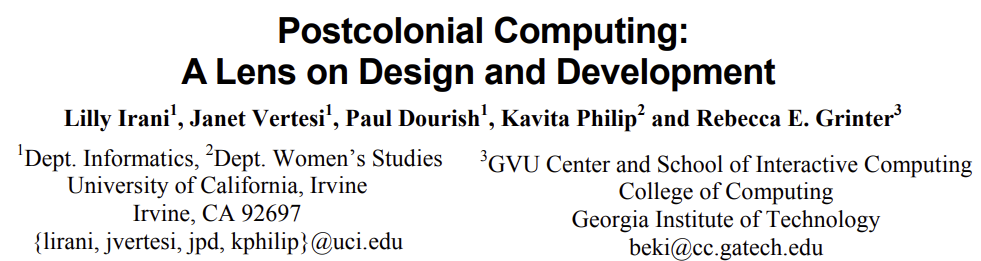 Postcolonial Computing:
A Lens on Design and Development
Lilly Irani¹, Janet Vertesi¹, Paul Dourish¹, Kavita Philip² and Rebecca E. Grinter³
¹Dept. Informatics, ²Dept. Women's Studies
University of California, Irvine
Irvine, CA 92697
{lirani, jvertesi, jpd, kphilip}@uci.edu
³GVU Center and School of Interactive Computing
College of Computing
Georgia Institute of Technology
beki@cc.gatech.edu